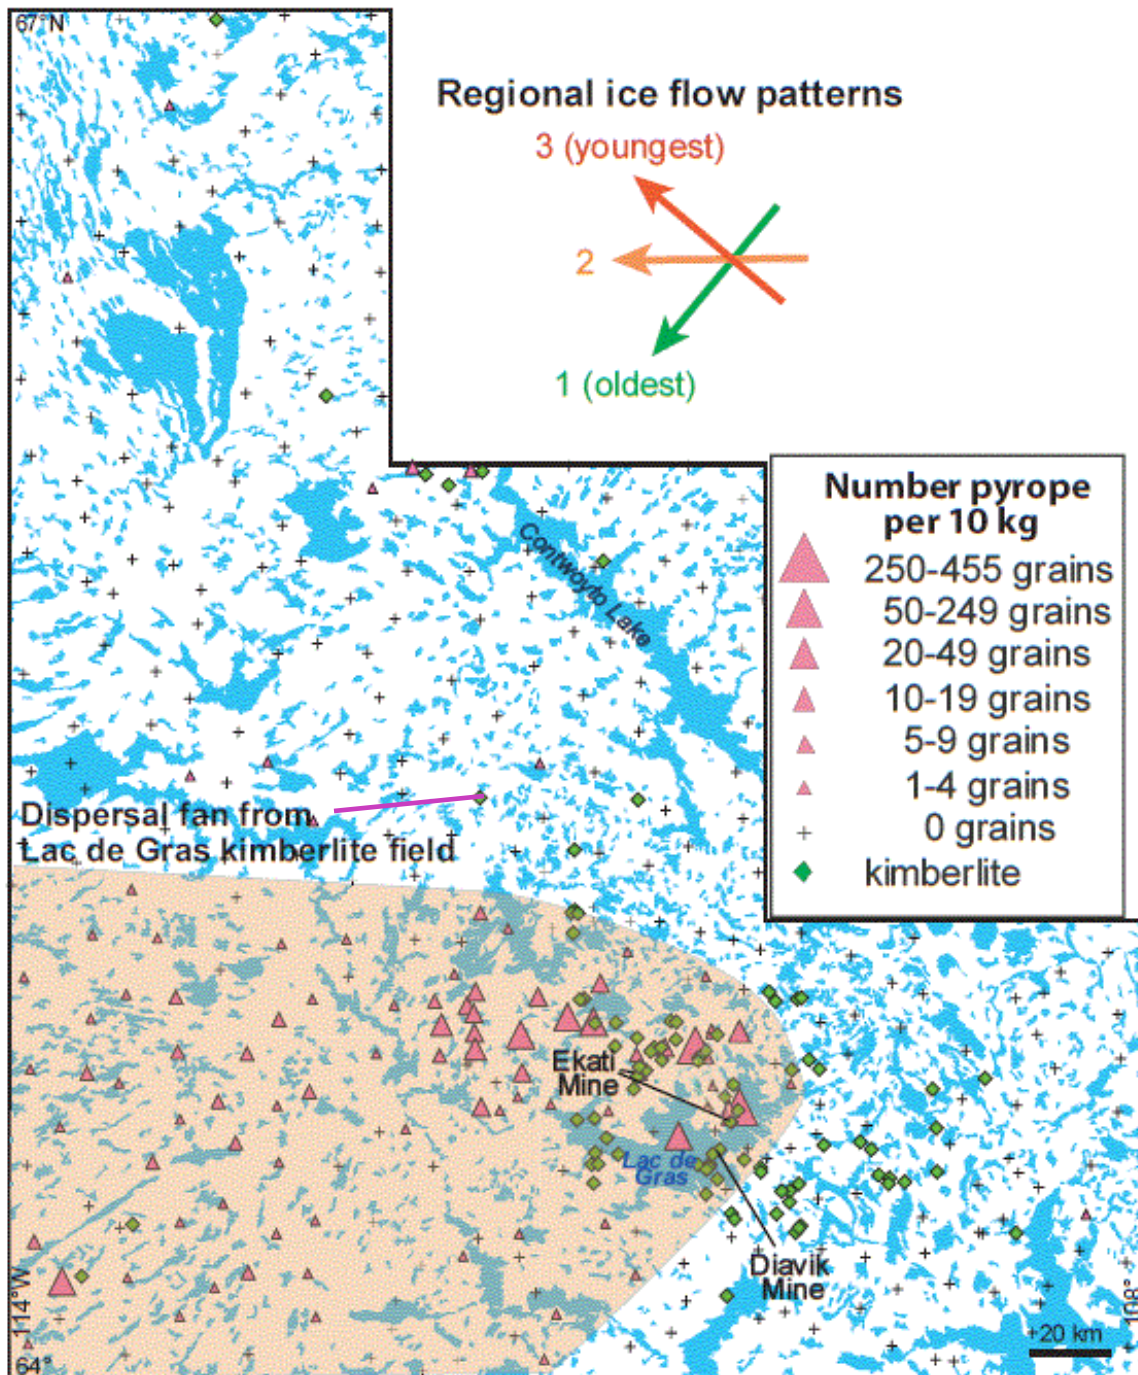 67°N
Regional ice flow patterns
3 (youngest)
2
1 (oldest)
Number pyrope
per 10 kg
250-455 grains
50-249 grains
20-49 grains
10-19 grains
5-9 grains
1-4 grains
0 grains
kimberlite
Contwoyto Lake
Dispersal fan from
Lac de Gras kimberlite field
Ekati
Mine
Lac de
Gras
Diavik
Mine
114°W
64°
20 km
108°